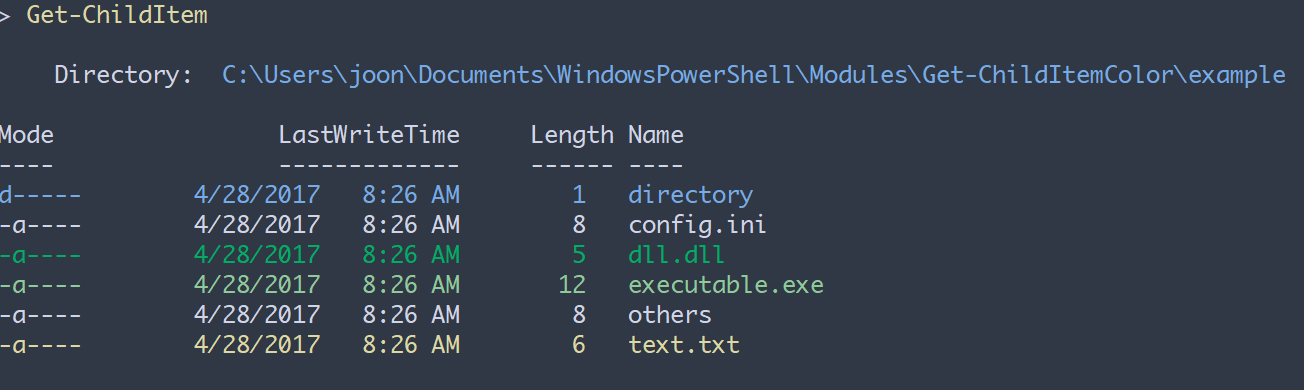 > Get-ChildItem
Directory: C:\Users\joon\Documents\WindowsPowerShell\Modules\Get-ChildItemColor\example
Mode LastWriteTime Length Name
---- ------------- ------ ----
d----- 4/28/2017 8:26 AM 1 directory
-a---- 4/28/2017 8:26 AM 8 config.ini
-a---- 4/28/2017 8:26 AM 5 dll.dll
-a---- 4/28/2017 8:26 AM 12 executable.exe
-a---- 4/28/2017 8:26 AM 8 others
-a---- 4/28/2017 8:26 AM 6 text.txt